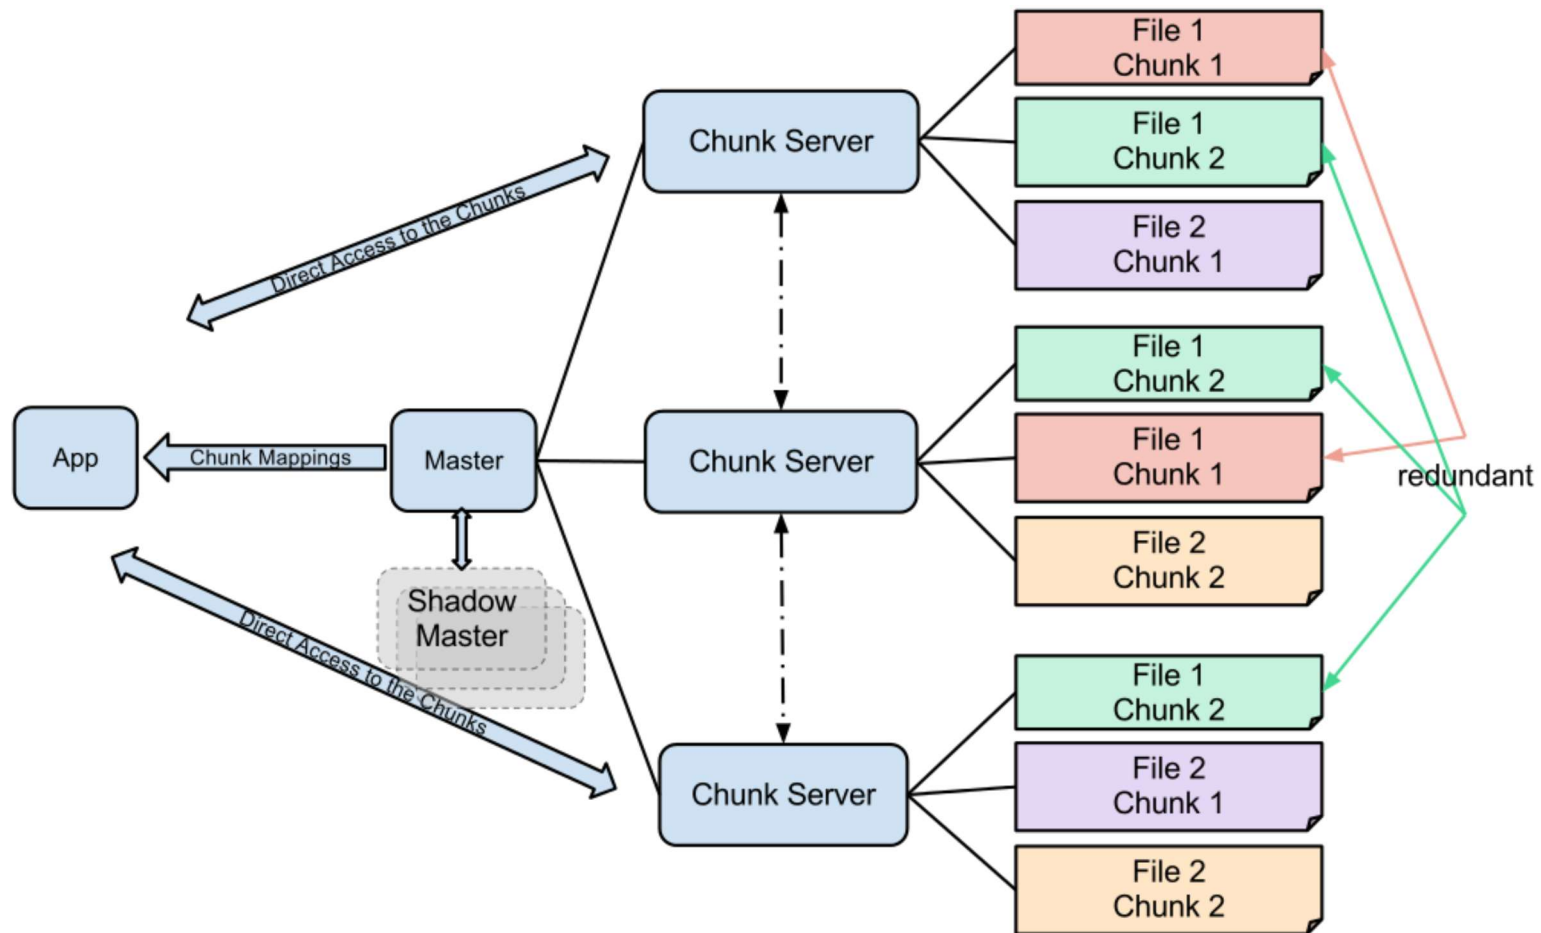 File 1
Chunk 1
File 1
Chunk 2
File 2
Chunk 1
Chunk Server
Direct Access to the Chunks
File 1
Chunk 2
File 1
Chunk 1
File 2
Chunk 2
App
Chunk Mappings
Master
Chunk Server
redundant
Shadow
Master
Direct Access to the Chunks
Chunk Server
File 1
Chunk 2
File 2
Chunk 1
File 2
Chunk 2